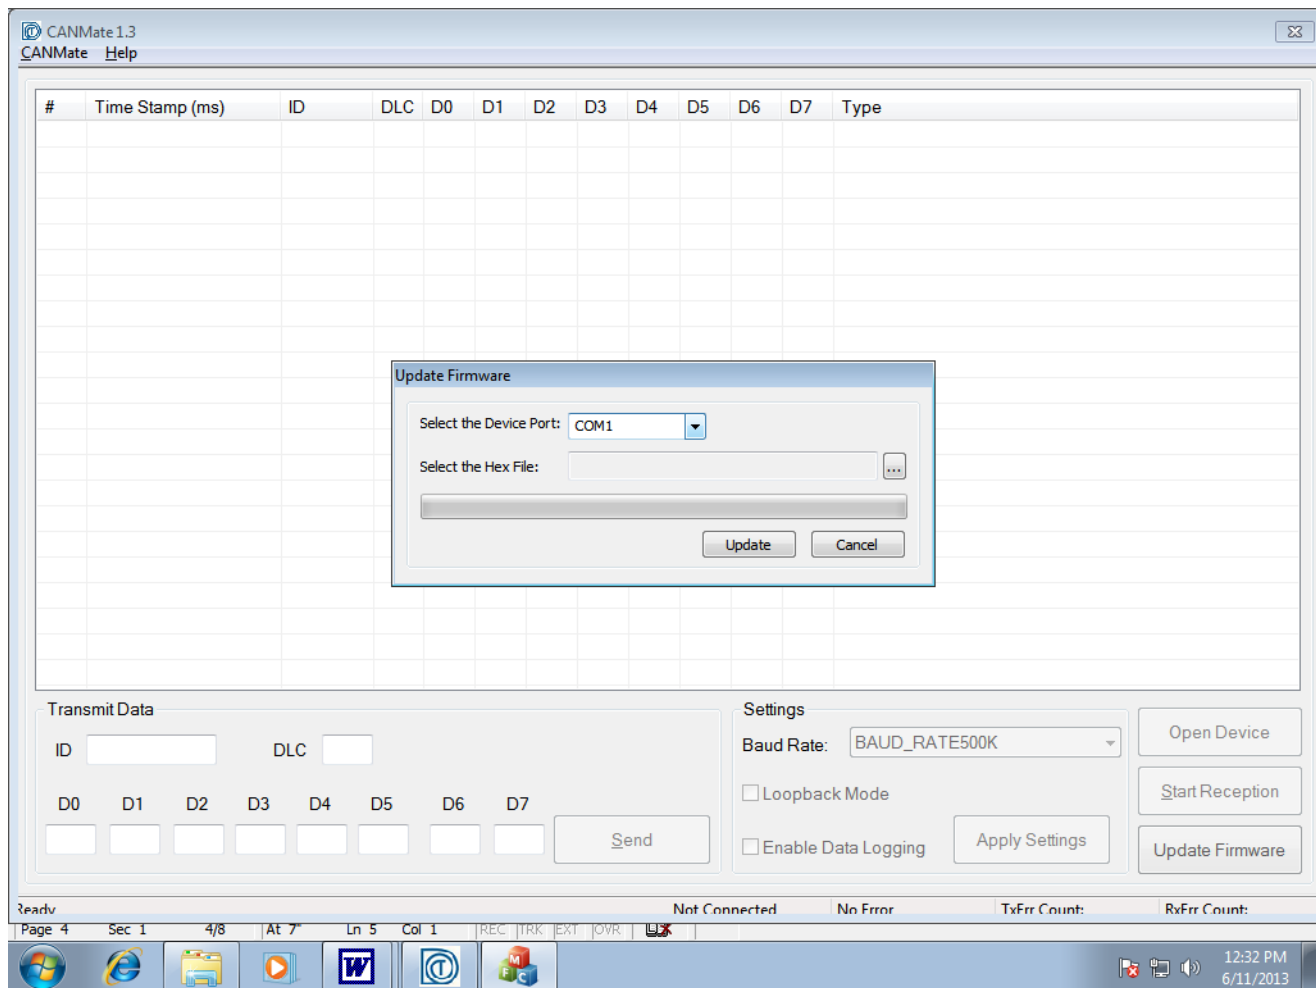 CANMate 1.3
CANMate Help
# Time Stamp (ms) ID DLC D0 D1 D2 D3 D4 D5 D6 D7 Type
Update Firmware
Select the Device Port: COM1
Select the Hex File: ...
Update Cancel
Transmit Data
ID DLC
D0 D1 D2 D3 D4 D5 D6 D7
Send
Settings
Baud Rate: BAUD_RATE500K
Loopback Mode
Enable Data Logging
Apply Settings
Open Device
Start Reception
Update Firmware
Ready Not Connected No Error TxErr Count: RxErr Count:
Page 4 Sec 1 4/8 At 7" Ln 5 Col 1 REC TRK EXT OVR
W T M F C
12:32 PM
6/11/2013